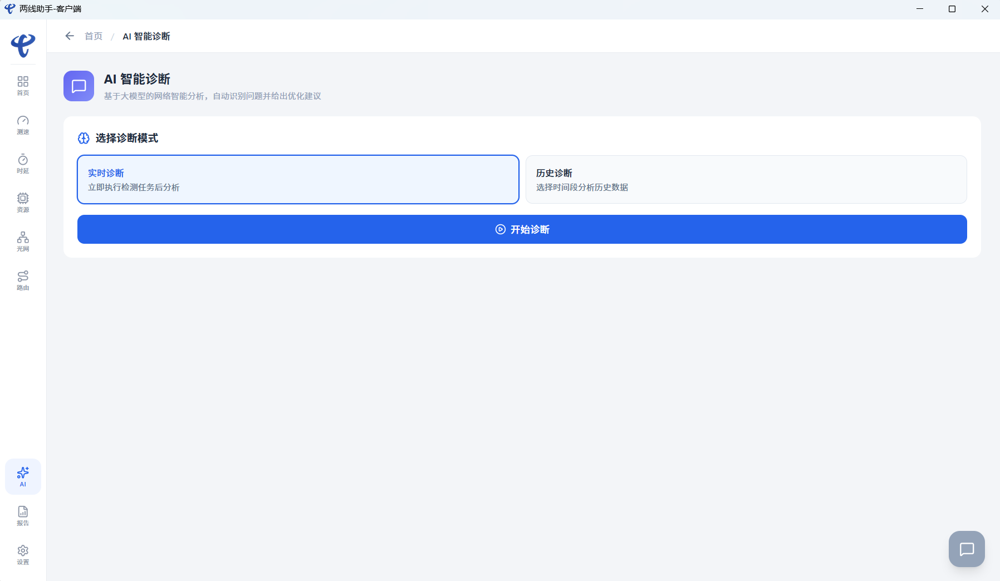 两线助手-客户端
首页 / AI 智能诊断
首页
测速
时延
资源
光网
路由
AI
报告
设置
AI 智能诊断
基于大模型的网络智能分析，自动识别问题并给出优化建议
选择诊断模式
实时诊断
立即执行检测任务后分析
历史诊断
选择时间段分析历史数据
开始诊断